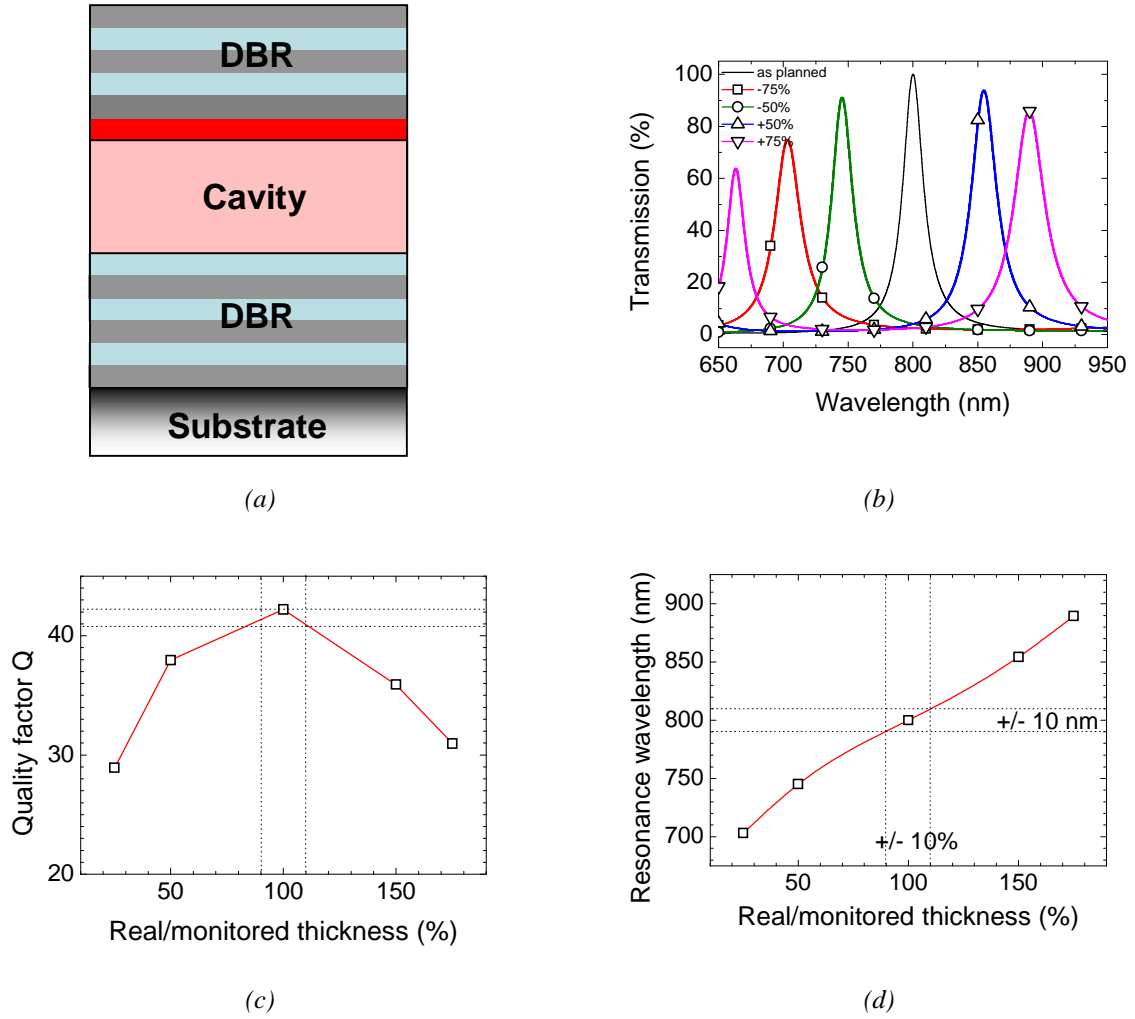 DBR
Cavity
DBR
Substrate
(a)
as planned
-75%
-50%
+50%
+75%
100
80
60
40
20
0
Transmission (%)
650 700 750 800 850 900 950
Wavelength (nm)
(b)
40
30
20
Quality factor Q
50 100 150
Real/monitored thickness (%)
(c)
900
850
800
750
700
Resonance wavelength (nm)
+/- 10 nm
+/- 10%
50 100 150
Real/monitored thickness (%)
(d)